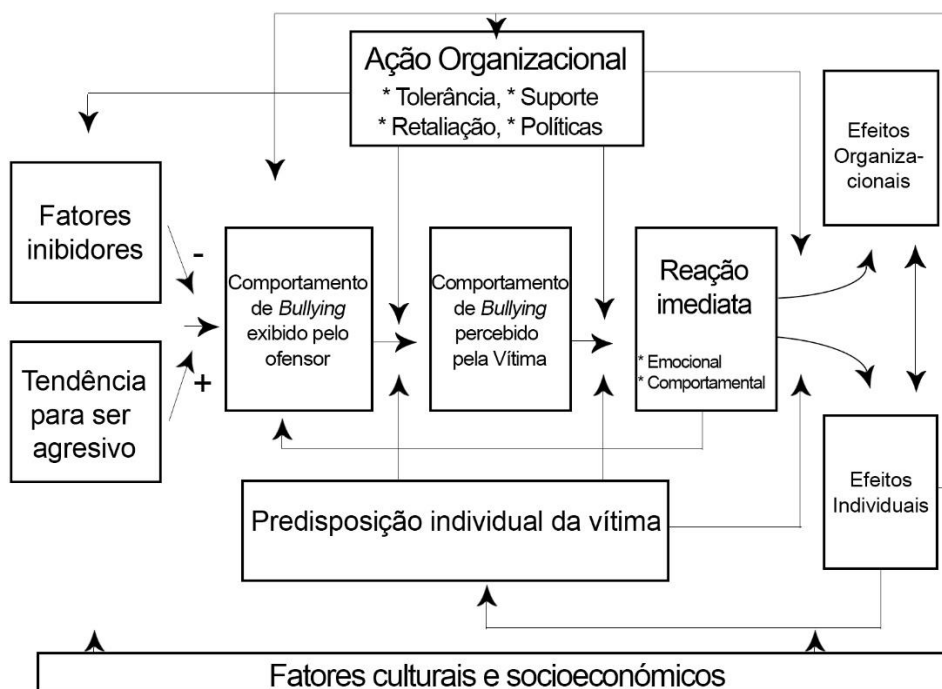 Ação Organizacional
* Tolerância, * Suporte
* Retaliação, * Políticas
Efeitos
Organiza-
cionais
Fatores
inibidores
-
+
Tendência
para ser
agresivo
Comportamento
de Bullying
exibido pelo
ofensor
Comportamento
de Bullying
percebido
pela Vítima
Reação
imediata
* Emocional
* Comportamental
Efeitos
Individuais
Predisposição individual da vítima
Fatores culturais e socioeconómicos